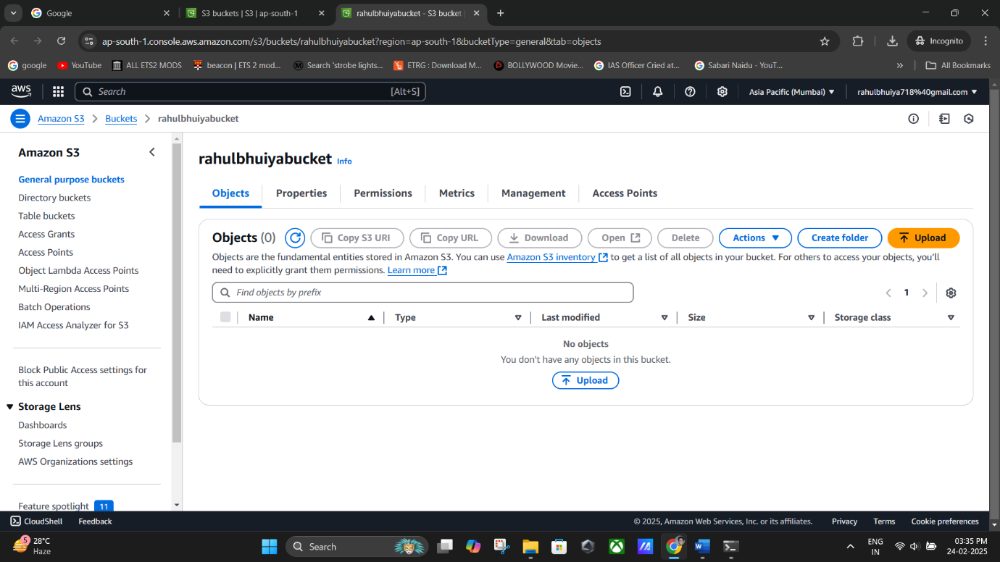 Google
S3 buckets | S3 | ap-south-1
rahulbhuiyabucket - S3 bucket
ap-south-1.console.aws.amazon.com/s3/buckets/rahulbhuiyabucket?region=ap-south-1&bucketType=general&tab=objects
Incognito
google
YouTube
ALL ETS2 MODS
beacon | ETS 2 mod...
Search 'strobe lights...
ETRG : Download M...
BOLLYWOOD Movie...
IAS Officer Cried at...
Sabari Naidu - YouT...
All Bookmarks
aws
Search
[Alt+S]
Asia Pacific (Mumbai)
rahulbhuiya718%40gmail.com
Amazon S3
Buckets
rahulbhuiyabucket
Amazon S3
General purpose buckets
Directory buckets
Table buckets
Access Grants
Access Points
Object Lambda Access Points
Multi-Region Access Points
Batch Operations
IAM Access Analyzer for S3
Block Public Access settings for
this account
Storage Lens
Dashboards
Storage Lens groups
AWS Organizations settings
Feature spotlight 11
rahulbhuiyabucket Info
Objects
Properties
Permissions
Metrics
Management
Access Points
Objects (0)
Copy S3 URI
Copy URL
Download
Open
Delete
Actions
Create folder
Upload
Objects are the fundamental entities stored in Amazon S3. You can use Amazon S3 inventory to get a list of all objects in your bucket. For others to access your objects, you'll
need to explicitly grant them permissions. Learn more
Find objects by prefix
1
Name
Type
Last modified
Size
Storage class
No objects
You don't have any objects in this bucket.
Upload
CloudShell
Feedback
© 2025, Amazon Web Services, Inc. or its affiliates.
Privacy
Terms
Cookie preferences
5
28°C
Haze
Search
ENG
IN
03:35 PM
24-02-2025